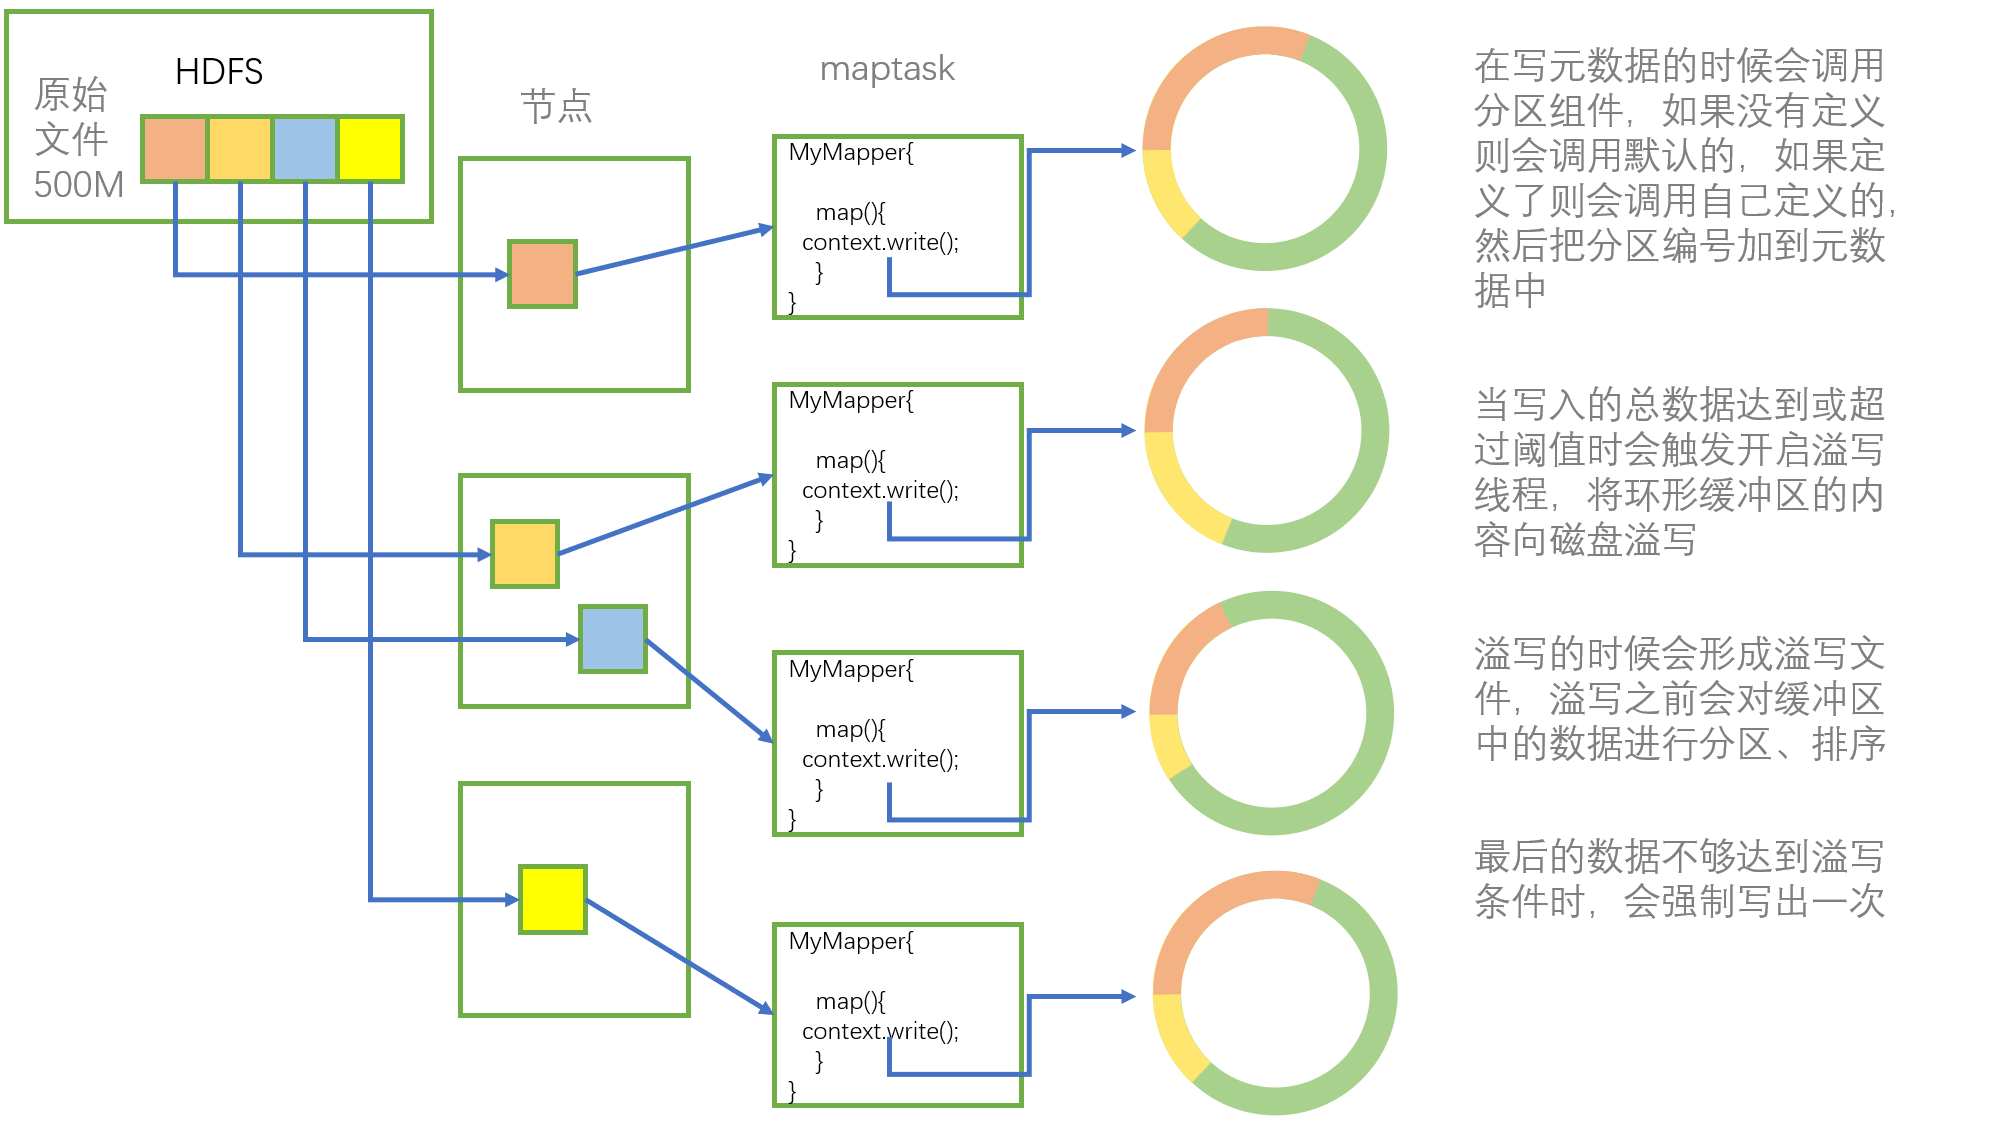 HDFS
原始
文件
500M
节点
maptask
MyMapper{
map(){
context.write();
}
}
MyMapper{
map(){
context.write();
}
}
MyMapper{
map(){
context.write();
}
}
MyMapper{
map(){
context.write();
}
}
在写元数据的时候会调用
分区组件，如果没有定义
则会调用默认的，如果定
义了则会调用自己定义的，
然后把分区编号加到元数
据中
当写入的总数据达到或超
过阈值时会触发开启溢写
线程，将环形缓冲区的内
容向磁盘溢写
溢写的时候会形成溢写文
件，溢写之前会对缓冲区
中的数据进行分区、排序
最后的数据不够达到溢写
条件时，会强制写出一次